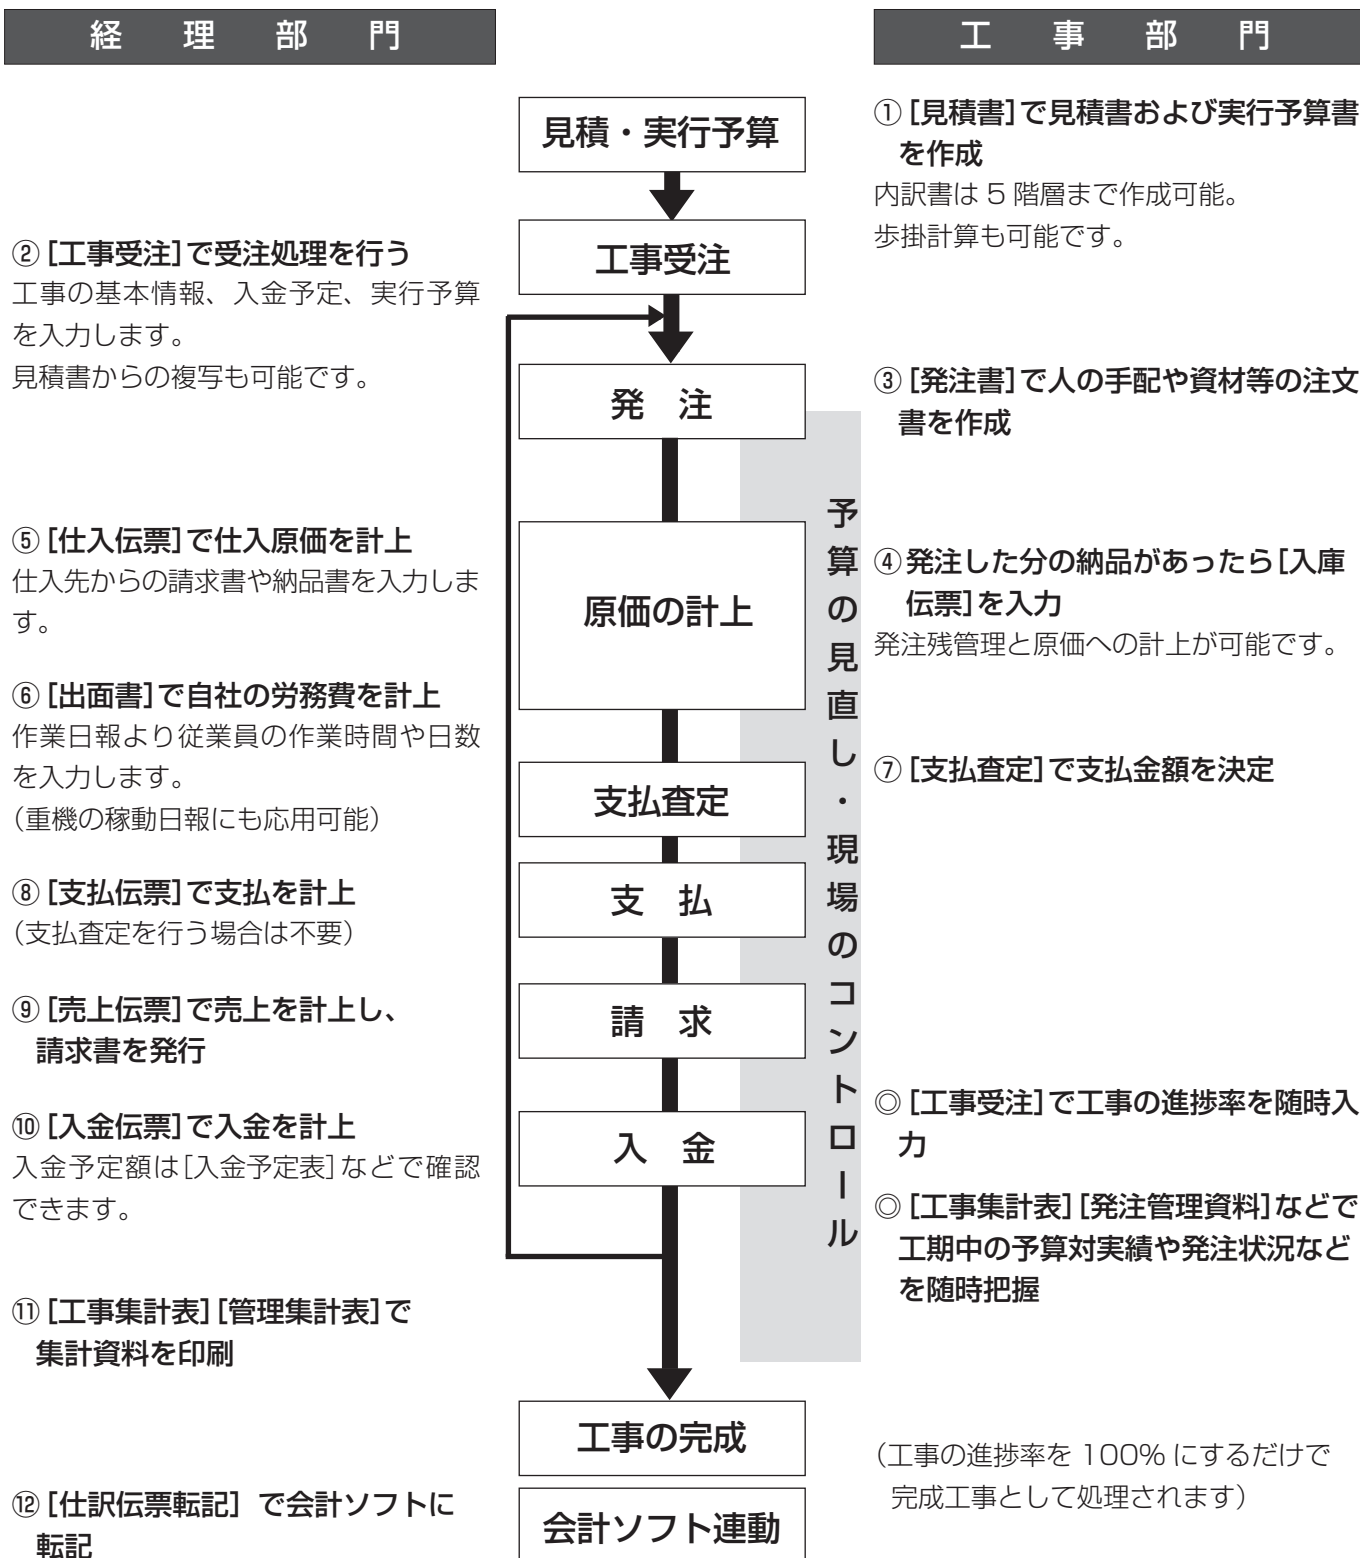 経理部門
②[工事受注]で受注処理を行う
工事の基本情報、入金予定、実行予算
を入力します。
見積書からの複写も可能です。
⑤[仕入伝票]で仕入原価を計上
仕入先からの請求書や納品書を入力しま
す。
⑥[出面書]で自社の労務費を計上
作業日報より従業員の作業時間や日数
を入力します。
(重機の稼動日報にも応用可能)
⑧[支払伝票]で支払を計上
(支払査定を行う場合は不要)
⑨[売上伝票]で売上を計上し、
請求書を発行
⑩[入金伝票]で入金を計上
入金予定額は[入金予定表]などで確認
できます。
⑪[工事集計表][管理集計表]で
集計資料を印刷
⑫[仕訳伝票転記]で会計ソフトに
転記
見積・実行予算
工事受注
発 注
原価の計上
支払査定
支 払
請 求
入 金
工事の完成
会計ソフト連動
予算の見直し・現場のコントロール
工事部門
①[見積書]で見積書および実行予算書
を作成
内訳書は5階層まで作成可能。
歩掛計算も可能です。
③[発注書]で人の手配や資材等の注文
書を作成
④発注した分の納品があったら[入庫
伝票]を入力
発注残管理と原価への計上が可能です。
⑦[支払査定]で支払金額を決定
◎[工事受注]で工事の進捗率を随時入
力
◎[工事集計表][発注管理資料]などで
工期中の予算対実績や発注状況など
を随時把握
(工事の進捗率を100%にするだけで
完成工事として処理されます)